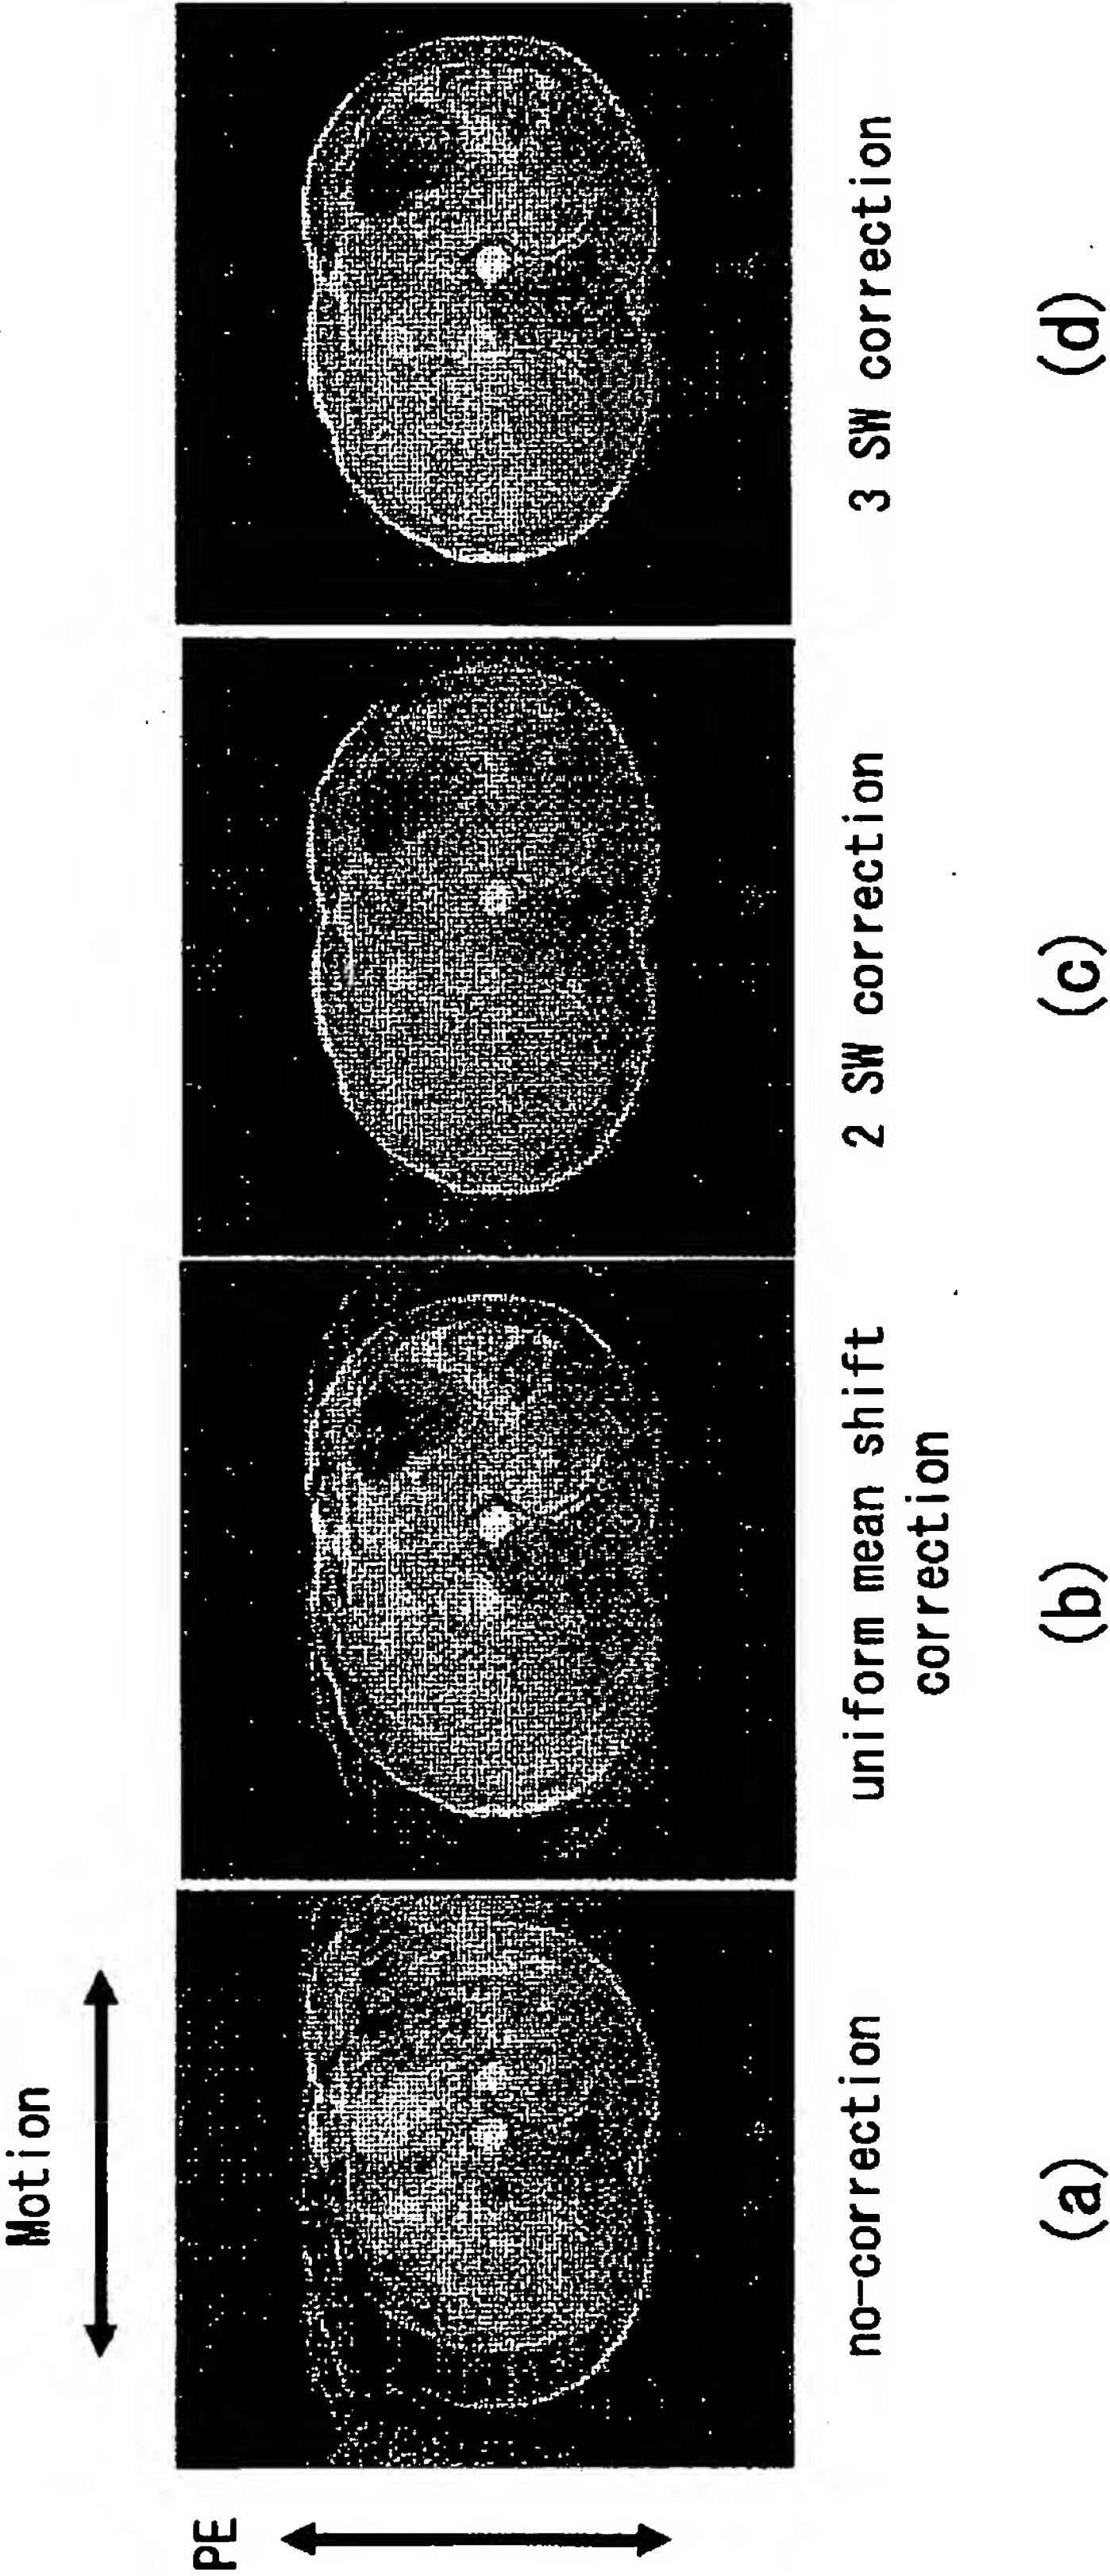 Motion
PE
no-correction
uniform mean shift
correction
2 SW correction
3 SW correction
(a)
(b)
(c)
(d)